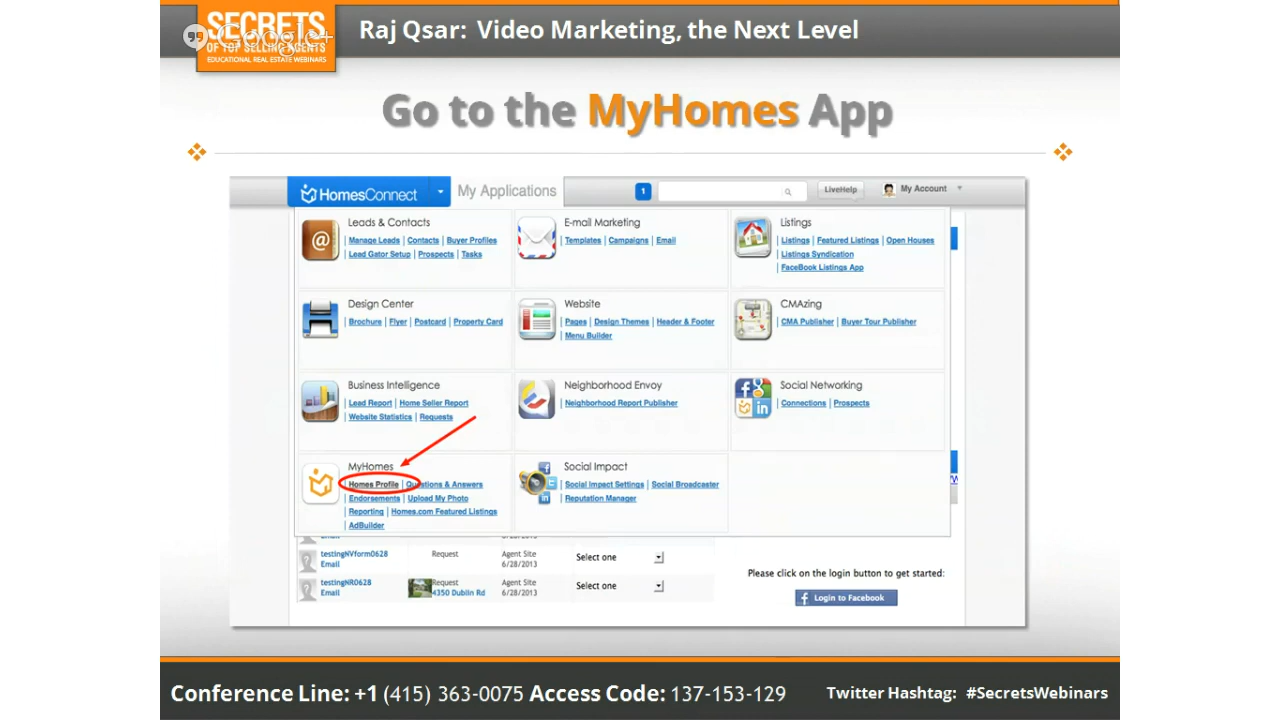 SECRETS
Google+
OF TOP SELLING AGENTS
EDUCATIONAL REAL ESTATE WEBINARS
Raj Qsar: Video Marketing, the Next Level
Go to the MyHomes App
HomesConnect
My Applications
1
LiveHelp
My Account
Leads & Contacts
Manage Leads | Contacts | Buyer Profiles
Lead Gator Setup | Prospects | Tasks
E-mail Marketing
Templates | Campaigns | Email
Listings
Listings | Featured Listings | Open Houses
Listings Syndication
FaceBook Listings App
Design Center
Brochure | Flyer | Postcard | Property Card
Website
Pages | Design Themes | Header & Footer
Menu Builder
CMAzing
CMA Publisher | Buyer Tour Publisher
Business Intelligence
Lead Report | Home Seller Report
Website Statistics | Requests
Neighborhood Envoy
Neighborhood Report Publisher
Social Networking
Connections | Prospects
MyHomes
Homes Profile | Questions & Answers
Endorsements | Upload My Photo
Reporting | Homes.com Featured Listings
AdBuilder
Social Impact
Social Impact Settings | Social Broadcaster
Reputation Manager
Email
6/28/2013
testingNVform0628
Email
Request
Agent Site
6/28/2013
Select one
testingNR0628
Email
Request
4350 Dublin Rd
Agent Site
6/28/2013
Select one
Please click on the login button to get started:
Login to Facebook
Conference Line: +1 (415) 363-0075 Access Code: 137-153-129
Twitter Hashtag: #SecretsWebinars